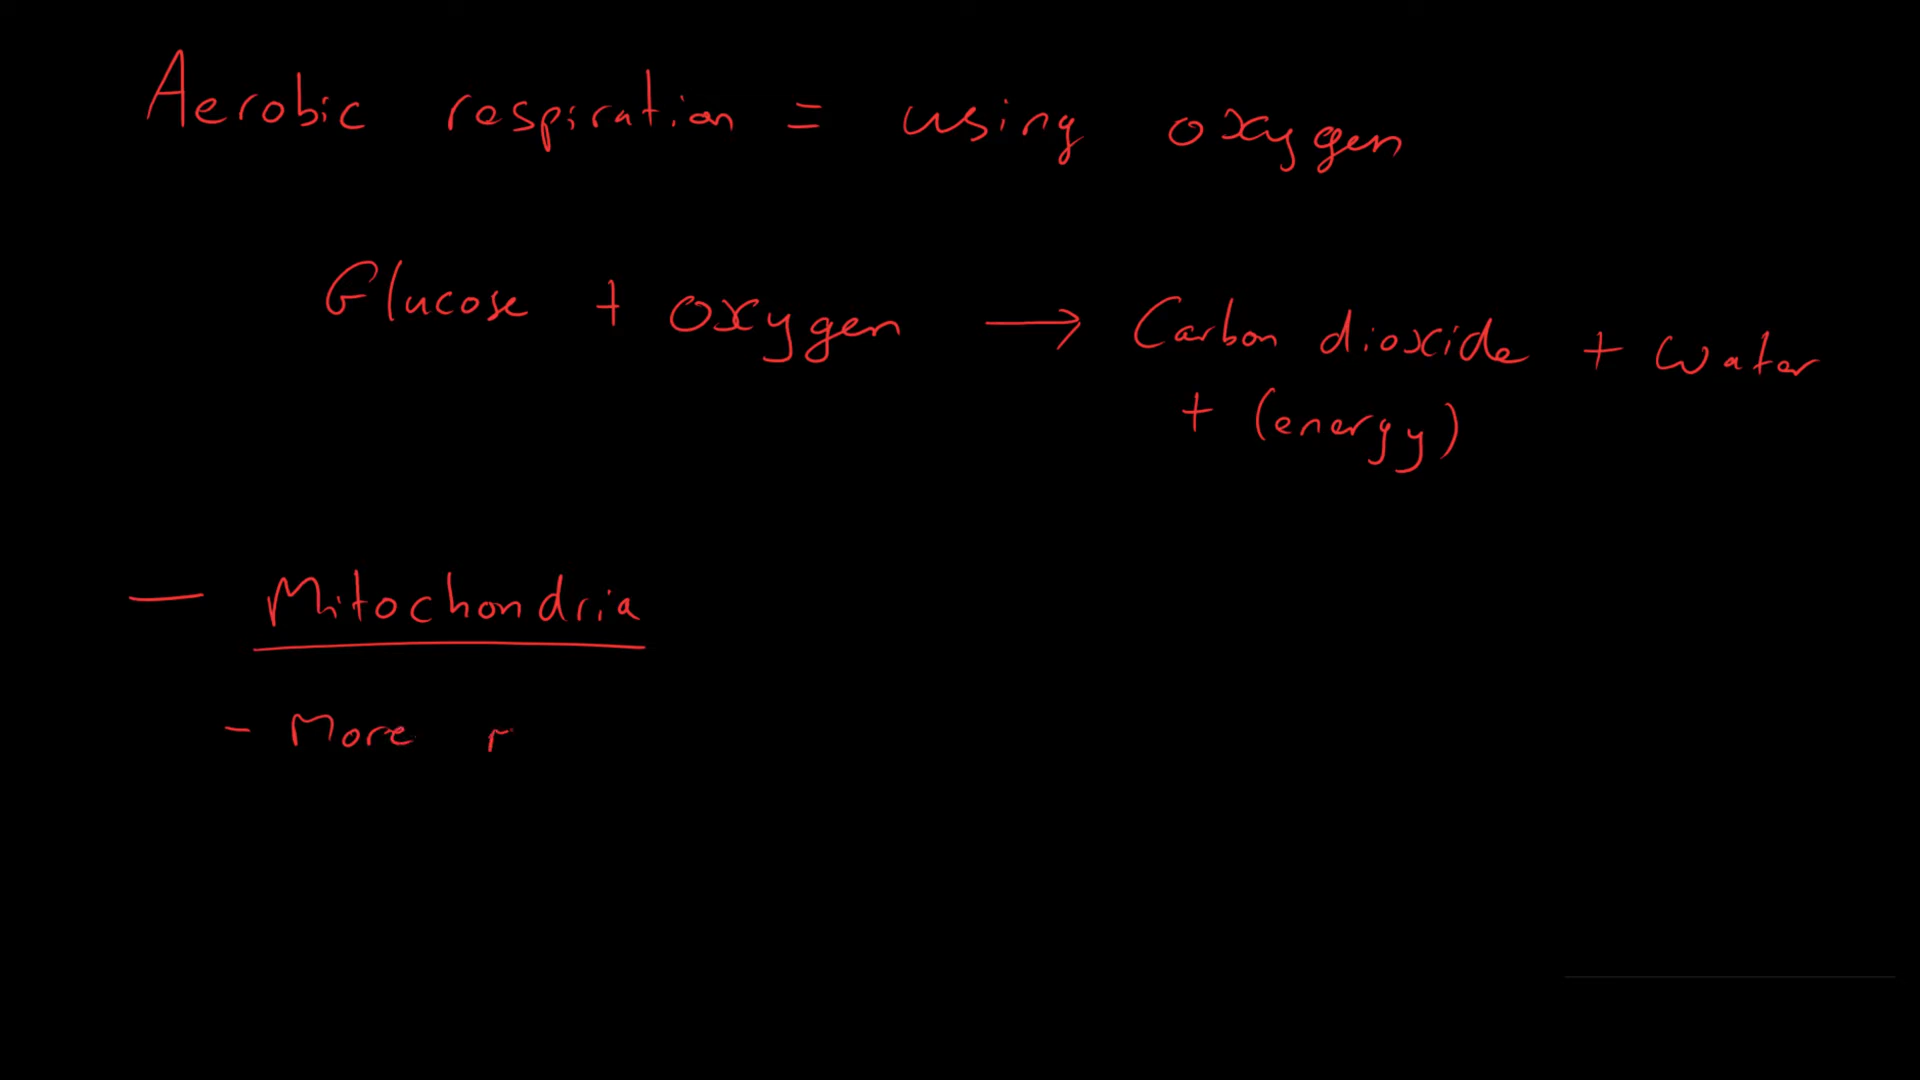 Aerobic respiration = using oxygen
Glucose + oxygen → Carbon dioxide + water
+ (energy)
— Mitochondria
- More r